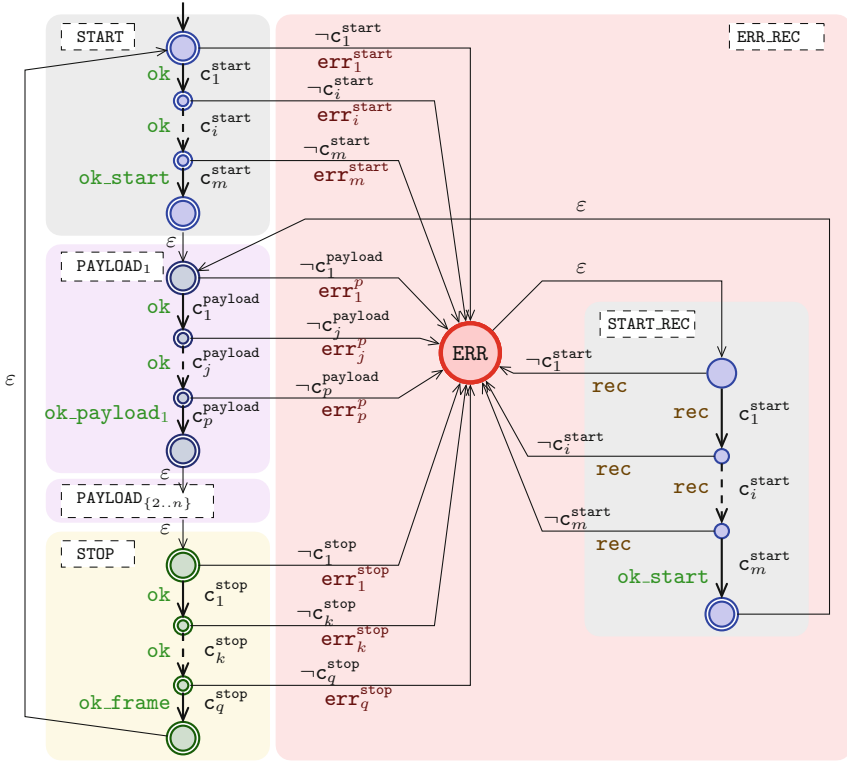 START
ERR_REC
¬c₁^start
err₁^start
ok
c₁^start
¬cᵢ^start
errᵢ^start
ok
cᵢ^start
¬cₘ^start
errₘ^start
ok_start
cₘ^start
ε
ε
PAYLOAD₁
¬c₁^payload
err₁^p
ε
ok
c₁^payload
¬cⱼ^payload
errⱼ^p
START_REC
ok
cⱼ^payload
ERR
¬c₁^start
rec
ε
¬cₚ^payload
errₚ^p
ok_payload₁
cₚ^payload
rec
c₁^start
¬cᵢ^start
rec
ε
PAYLOAD_{2..n}
rec
cᵢ^start
¬cₘ^start
rec
ε
STOP
¬c₁^stop
err₁^stop
ok_start
cₘ^start
ok
c₁^stop
¬cₖ^stop
errₖ^stop
ok
cₖ^stop
¬c_q^stop
err_q^stop
ok_frame
c_q^stop